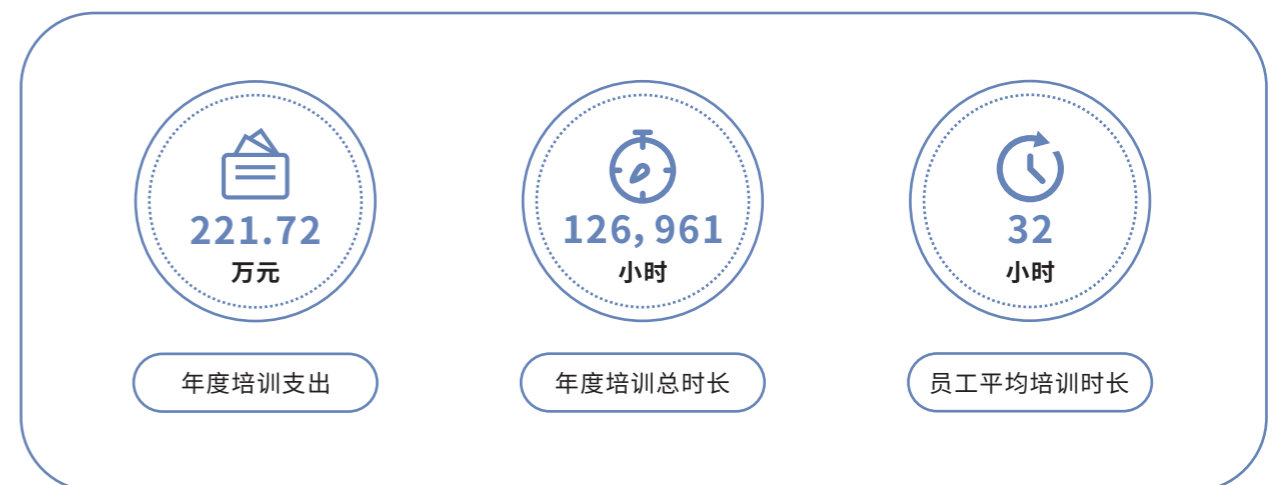 221.72
万元
年度培训支出
126,961
小时
年度培训总时长
32
小时
员工平均培训时长